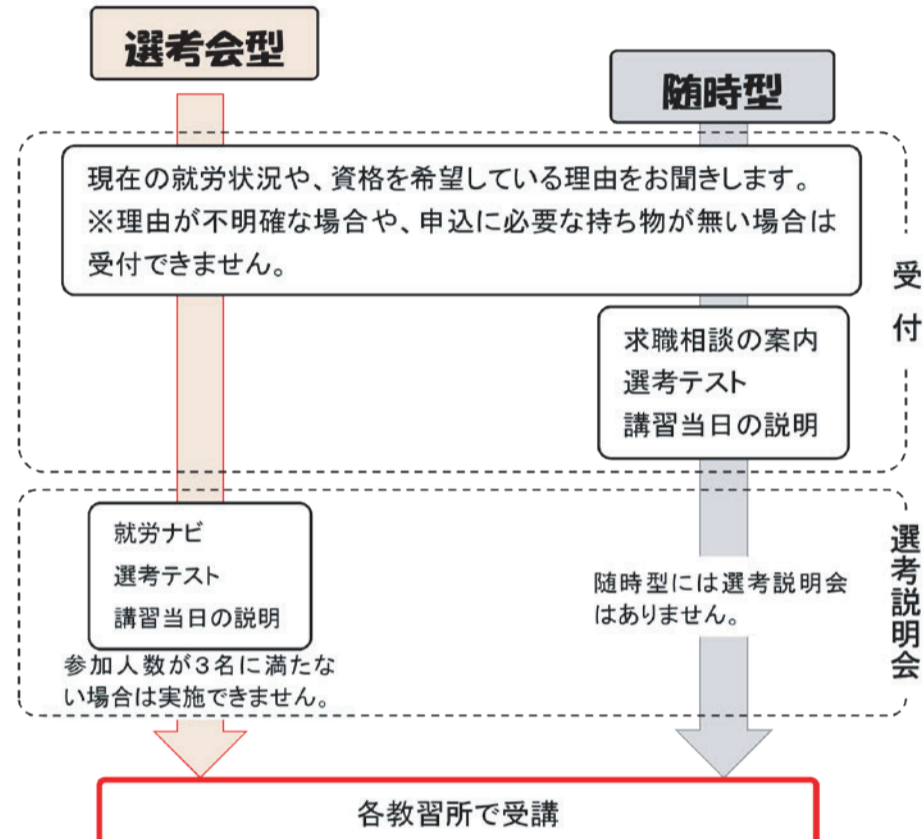 選考会型
随時型
現在の就労状況や、資格を希望している理由をお聞きします。
※理由が不明確な場合や、申込に必要な持ち物が無い場合は
受付できません。
受付
求職相談の案内
選考テスト
講習当日の説明
選考説明会
就労ナビ
選考テスト
講習当日の説明
参加人数が３名に満たな
い場合は実施できません。
随時型には選考説明会
はありません。
各教習所で受講